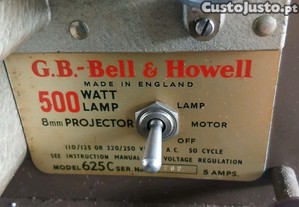 CustoJusto.pt
G.B.-Bell & Howell
MADE IN ENGLAND
500 WATT LAMP
LAMP
8mm PROJECTOR
MOTOR
OFF
110/125 OR 220/250 V A.C. 50 CYCLE
SEE INSTRUCTION MANUAL VOLTAGE REGULATION
MODEL 625C SER. 5 AMPS.